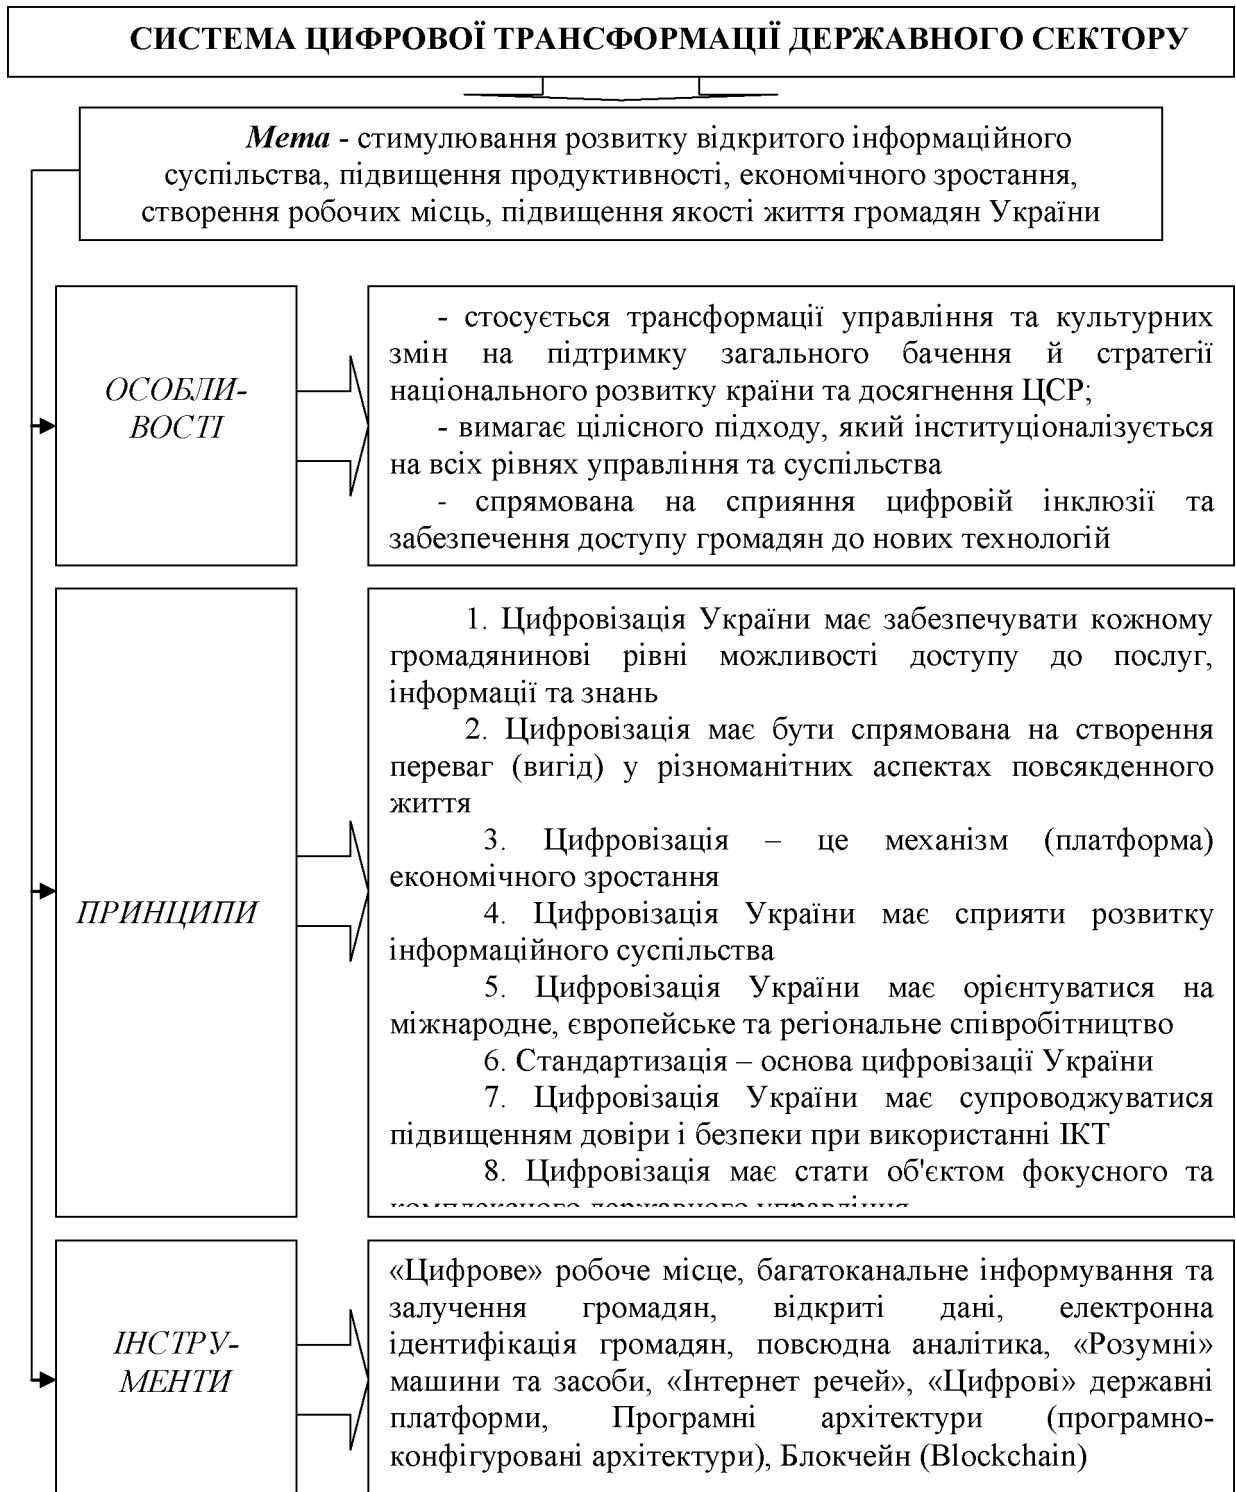 СИСТЕМА ЦИФРОВОЇ ТРАНСФОРМАЦІЇ ДЕРЖАВНОГО СЕКТОРУ
Мета - стимулювання розвитку відкритого інформаційного
суспільства, підвищення продуктивності, економічного зростання,
створення робочих місць, підвищення якості життя громадян України
ОСОБЛИ-
ВОСТІ
- стосується трансформації управління та культурних
змін на підтримку загального бачення й стратегії
національного розвитку країни та досягнення ЦСР;
- вимагає цілісного підходу, який інституціоналізується
на всіх рівнях управління та суспільства
- спрямована на сприяння цифровій інклюзії та
забезпечення доступу громадян до нових технологій
ПРИНЦИПИ
1. Цифровізація України має забезпечувати кожному
громадянинові рівні можливості доступу до послуг,
інформації та знань
2. Цифровізація має бути спрямована на створення
переваг (вигід) у різноманітних аспектах повсякденного
життя
3. Цифровізація – це механізм (платформа)
економічного зростання
4. Цифровізація України має сприяти розвитку
інформаційного суспільства
5. Цифровізація України має орієнтуватися на
міжнародне, європейське та регіональне співробітництво
6. Стандартизація – основа цифровізації України
7. Цифровізація України має супроводжуватися
підвищенням довіри і безпеки при використанні ІКТ
8. Цифровізація має стати об'єктом фокусного та
комплексного державного управління
ІНСТРУ-
МЕНТИ
«Цифрове» робоче місце, багатоканальне інформування та
залучення громадян, відкриті дані, електронна
ідентифікація громадян, повсюдна аналітика, «Розумні»
машини та засоби, «Інтернет речей», «Цифрові» державні
платформи, Програмні архітектури (програмно-
конфігуровані архітектури), Блокчейн (Blockchain)